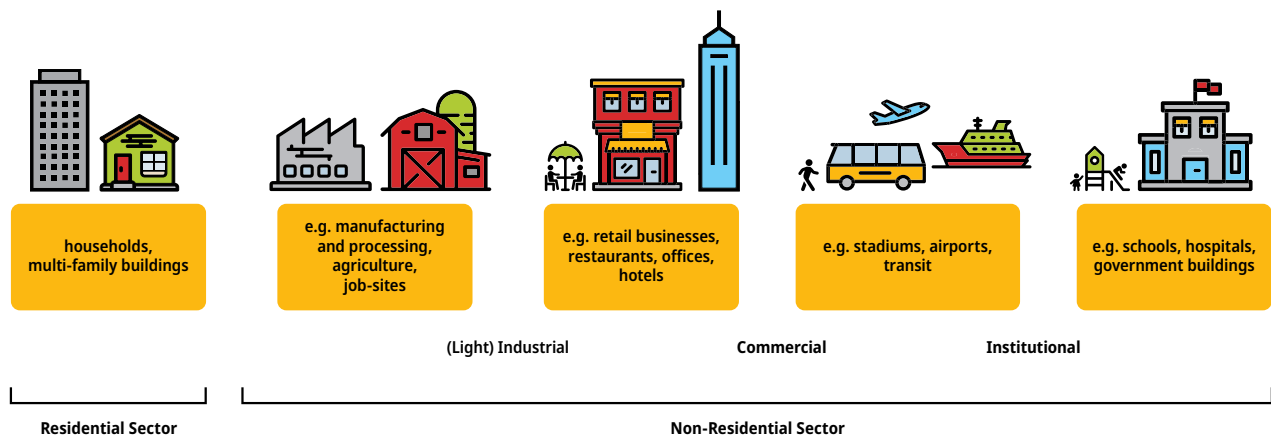 households,
multi-family buildings
e.g. manufacturing
and processing,
agriculture,
job-sites
e.g. retail businesses,
restaurants, offices,
hotels
e.g. stadiums, airports,
transit
e.g. schools, hospitals,
government buildings
(Light) Industrial
Commercial
Institutional
Residential Sector
Non-Residential Sector